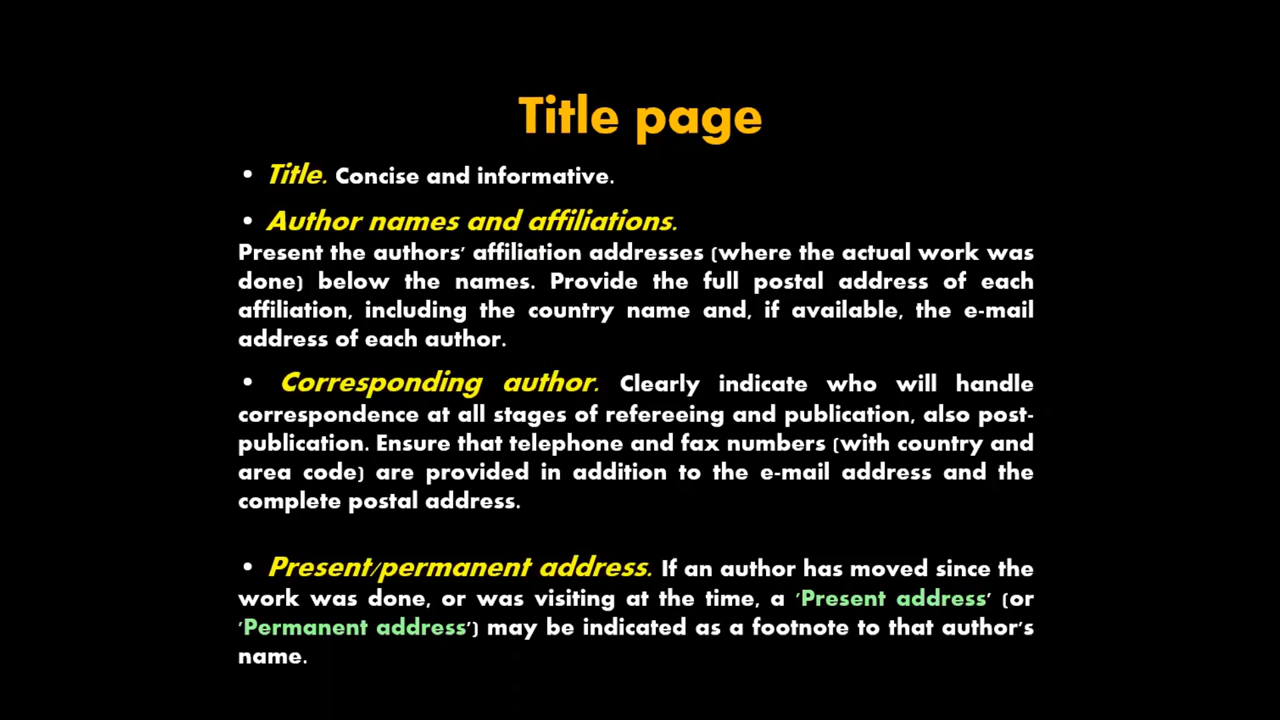 Title page
• Title. Concise and informative.
• Author names and affiliations.
Present the authors' affiliation addresses (where the actual work was
done) below the names. Provide the full postal address of each
affiliation, including the country name and, if available, the e-mail
address of each author.
• Corresponding author. Clearly indicate who will handle
correspondence at all stages of refereeing and publication, also post-
publication. Ensure that telephone and fax numbers (with country and
area code) are provided in addition to the e-mail address and the
complete postal address.
• Present/permanent address. If an author has moved since the
work was done, or was visiting at the time, a 'Present address' (or
'Permanent address') may be indicated as a footnote to that author's
name.